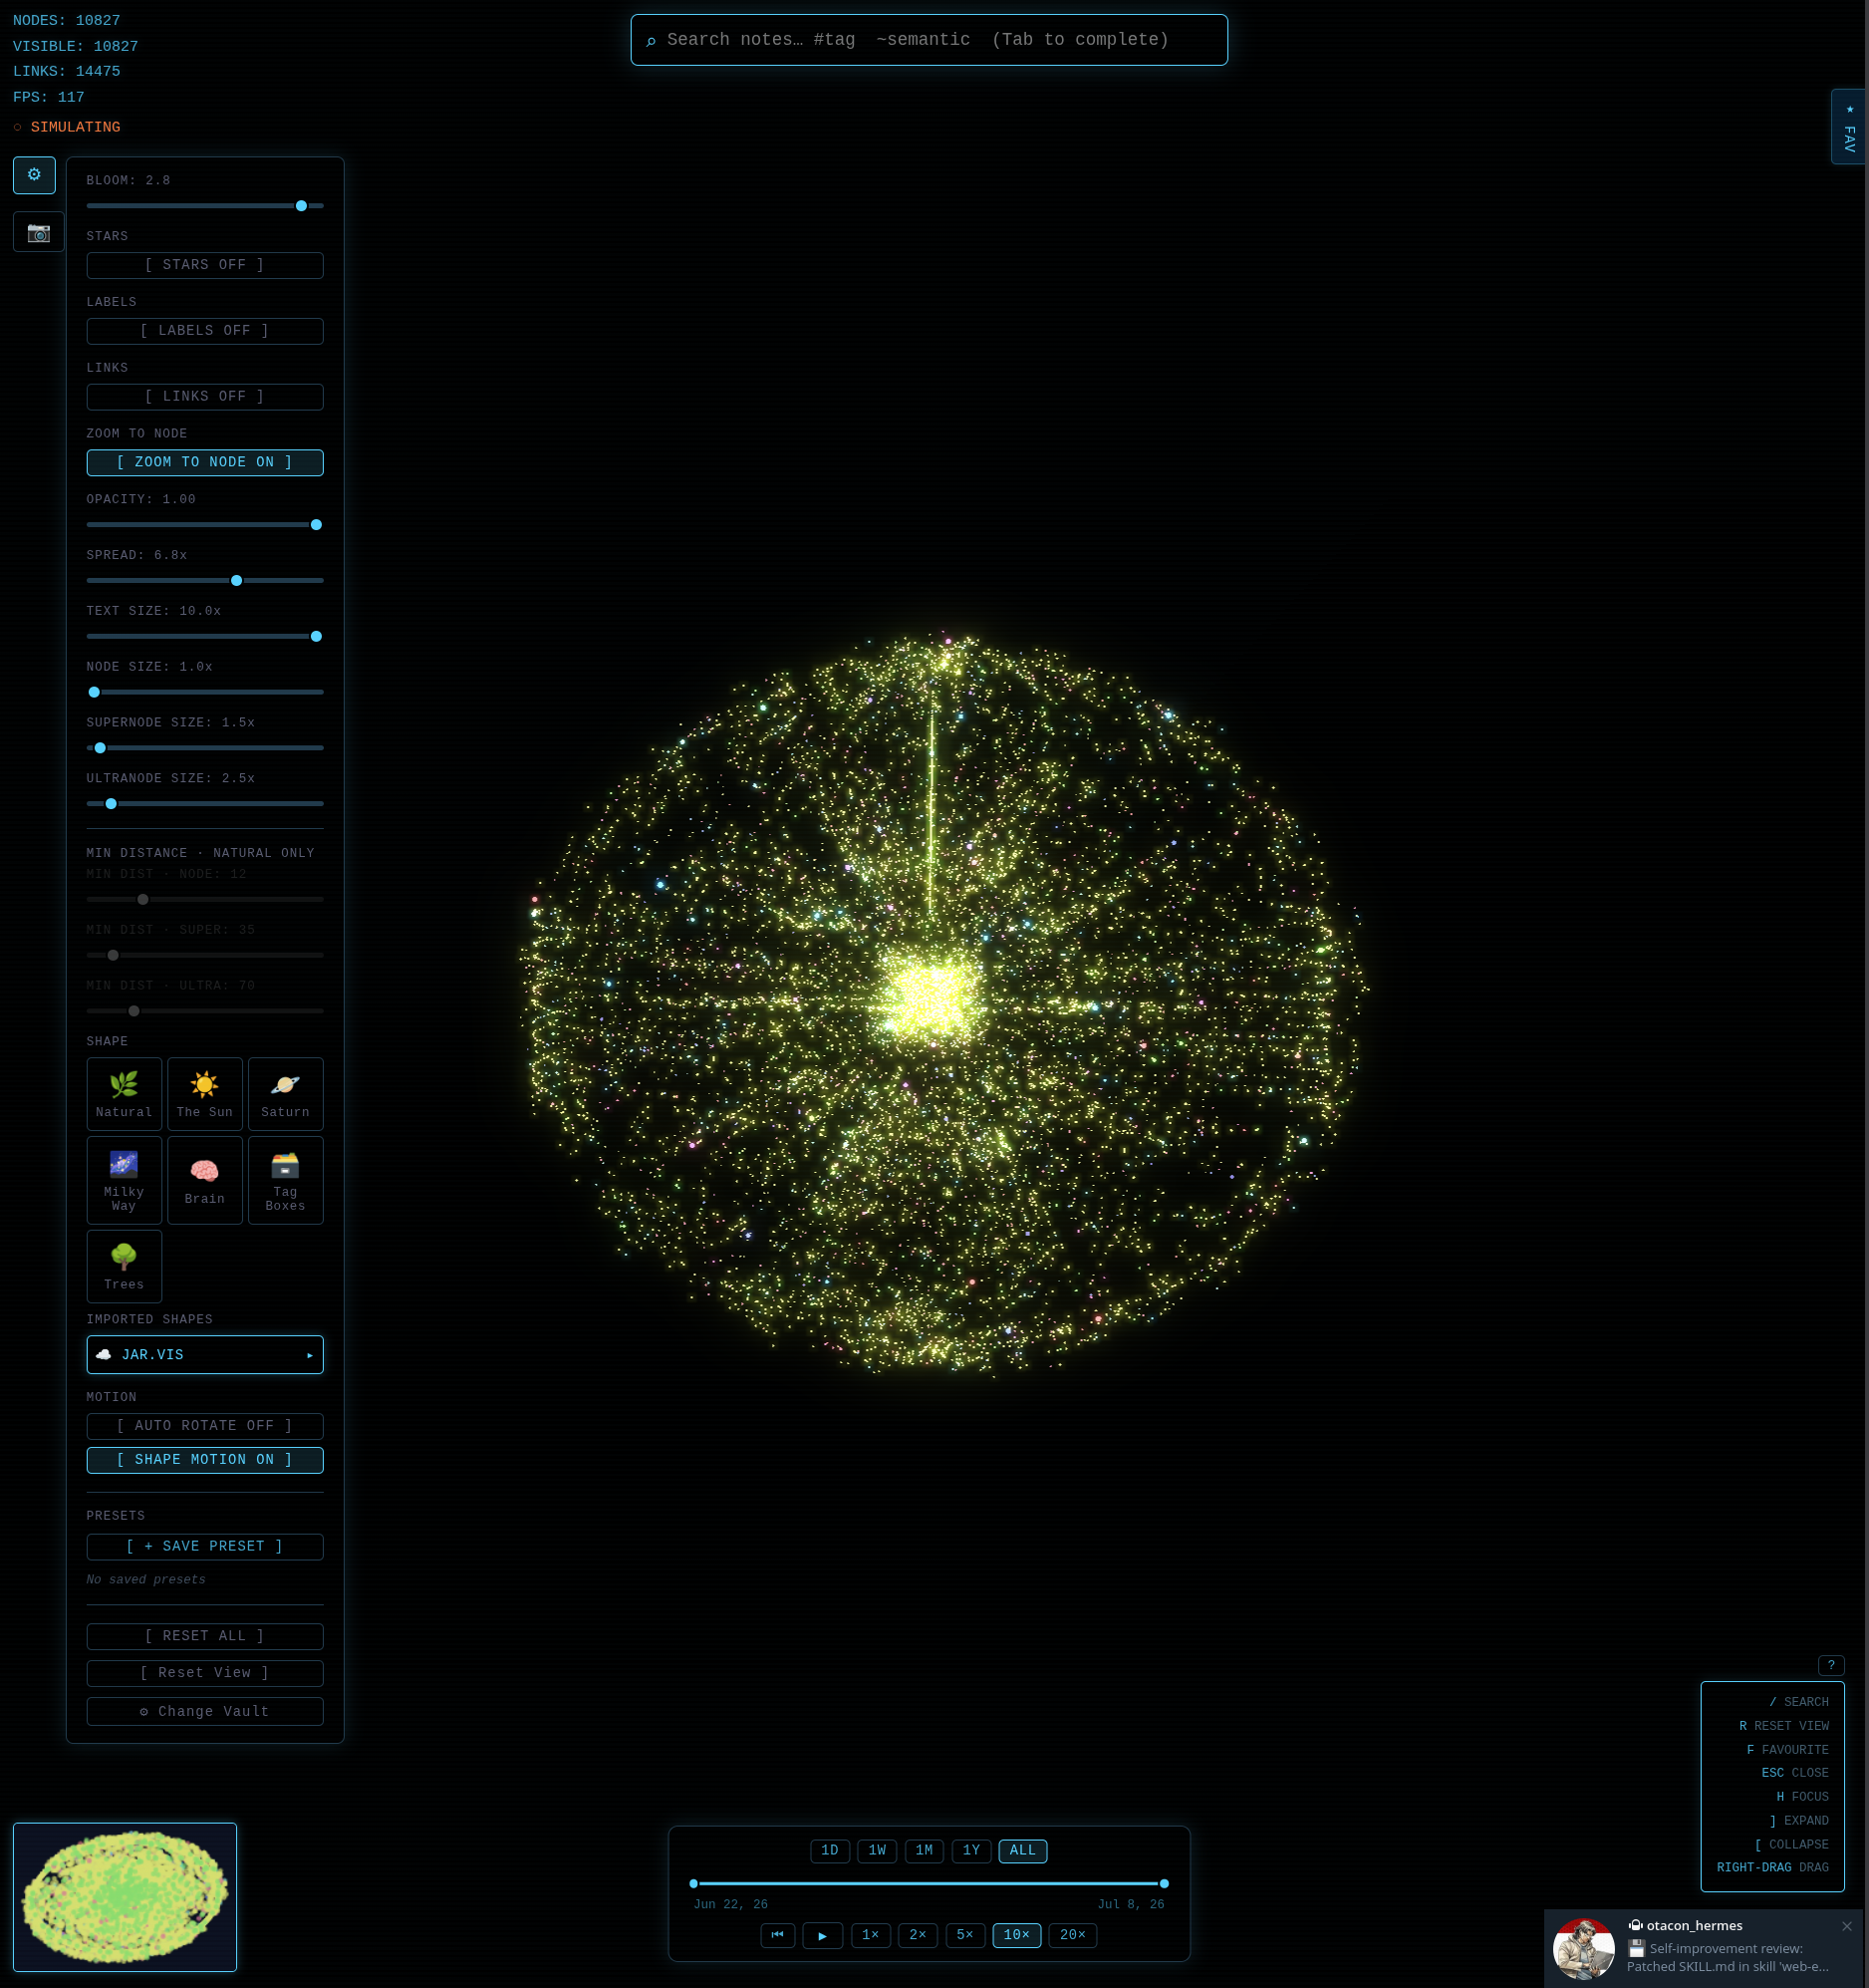 NODES: 10827
VISIBLE: 10827
LINKS: 14475
FPS: 117
SIMULATING
Search notes… #tag ~semantic (Tab to complete)
★ FAV
BLOOM: 2.8
STARS
[ STARS OFF ]
LABELS
[ LABELS OFF ]
LINKS
[ LINKS OFF ]
ZOOM TO NODE
[ ZOOM TO NODE ON ]
OPACITY: 1.00
SPREAD: 6.8x
TEXT SIZE: 10.0x
NODE SIZE: 1.0x
SUPERNODE SIZE: 1.5x
ULTRANODE SIZE: 2.5x
MIN DISTANCE · NATURAL ONLY
MIN DIST · NODE: 12
MIN DIST · SUPER: 35
MIN DIST · ULTRA: 70
SHAPE
Natural
The Sun
Saturn
Milky
Way
Brain
Tag
Boxes
Trees
IMPORTED SHAPES
JAR.VIS
MOTION
[ AUTO ROTATE OFF ]
[ SHAPE MOTION ON ]
PRESETS
[ + SAVE PRESET ]
No saved presets
[ RESET ALL ]
[ Reset View ]
⚙ Change Vault
1D 1W 1M 1Y ALL
Jun 22, 26 Jul 8, 26
1× 2× 5× 10× 20×
?
/ SEARCH
R RESET VIEW
F FAVOURITE
ESC CLOSE
H FOCUS
] EXPAND
[ COLLAPSE
RIGHT-DRAG DRAG
otacon_hermes
Self-improvement review:
Patched SKILL.md in skill 'web-e...